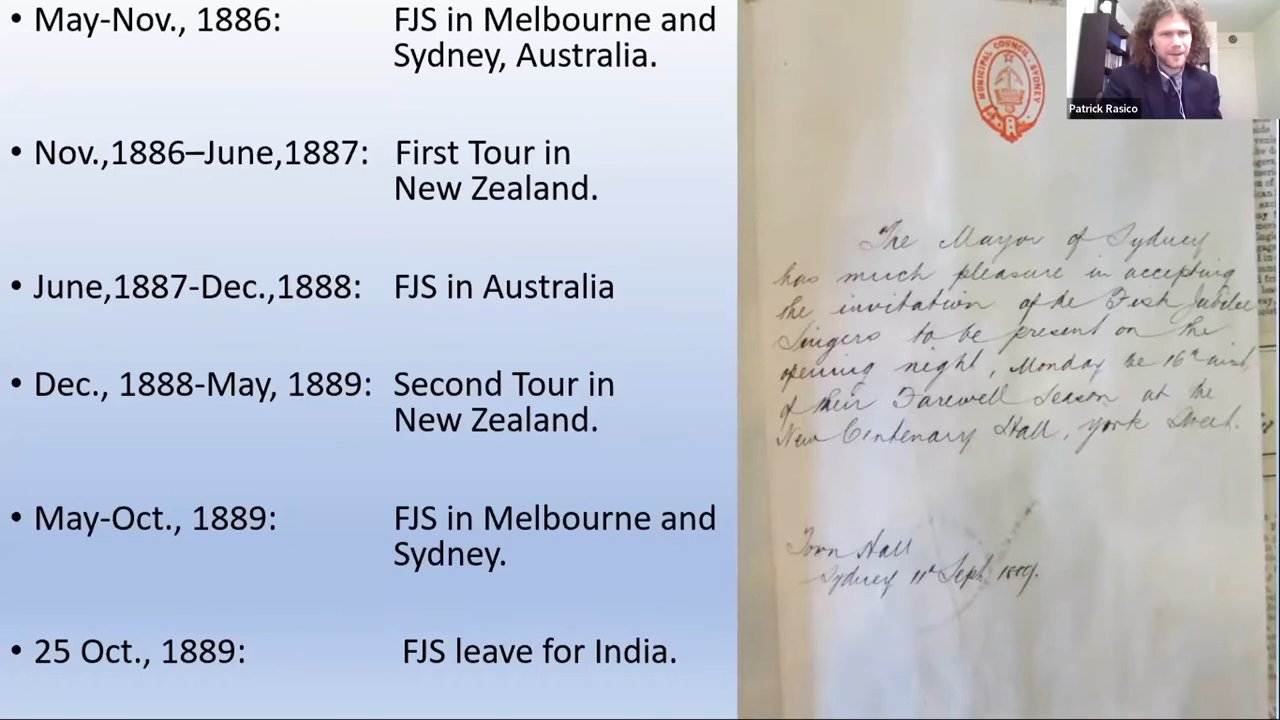 • May-Nov., 1886: FJS in Melbourne and
Sydney, Australia.
• Nov.,1886–June,1887: First Tour in
New Zealand.
• June,1887-Dec.,1888: FJS in Australia
• Dec., 1888-May, 1889: Second Tour in
New Zealand.
• May-Oct., 1889: FJS in Melbourne and
Sydney.
• 25 Oct., 1889: FJS leave for India.
MUNICIPAL COUNCIL SYDNEY
Patrick Rasico
The Mayor of Sydney
has much pleasure in accepting
the invitation of the Fisk Jubilee
Singers to be present on the
opening night, Monday the 16th inst,
of their Farewell Season at the
New Centenary Hall, York Street.
Town Hall
Sydney 11th Sept 1889.